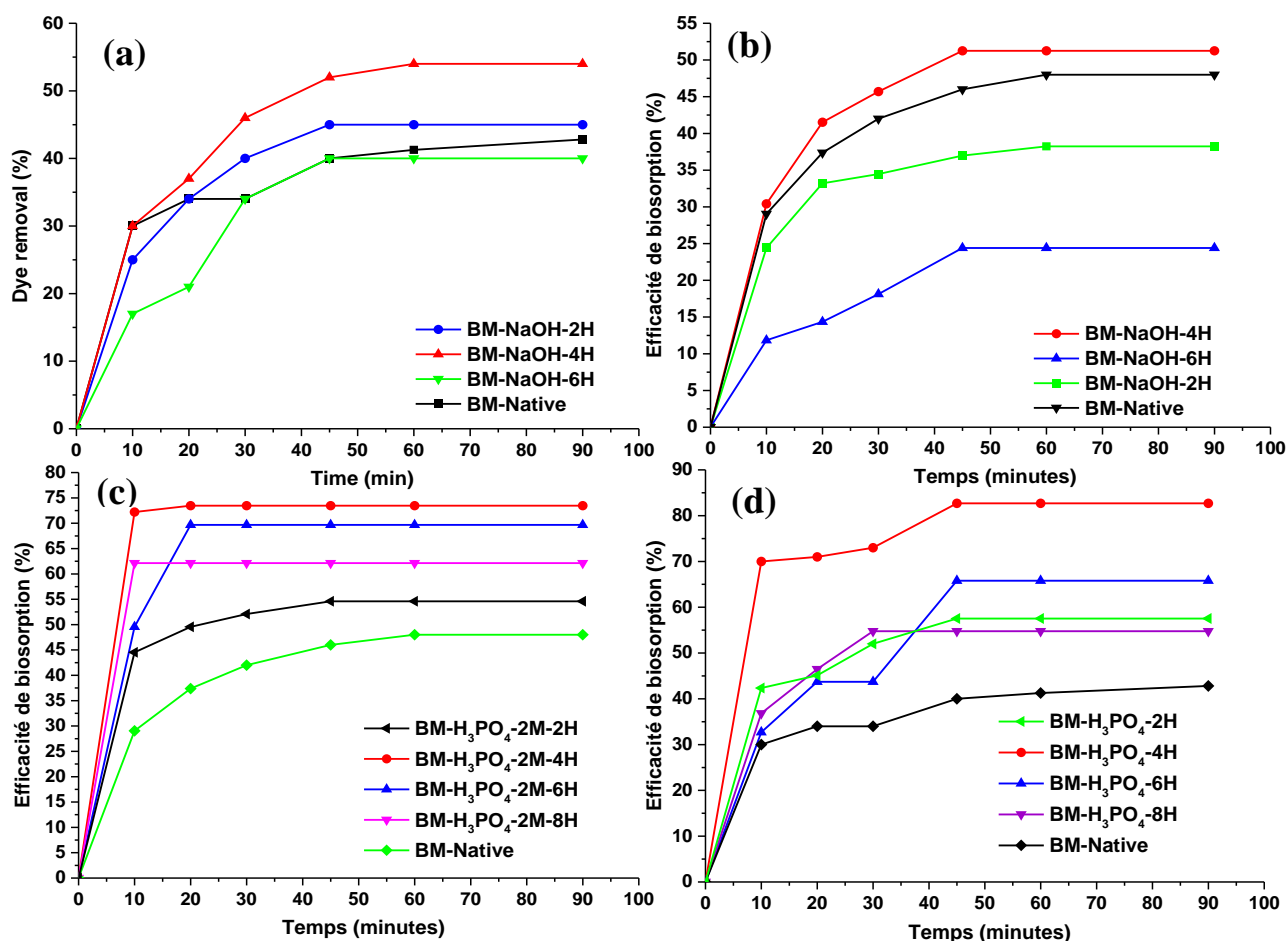 (a)
Dye removal (%)
60
50
40
30
20
10
0
BM-NaOH-2H
BM-NaOH-4H
BM-NaOH-6H
BM-Native
0 10 20 30 40 50 60 70 80 90 100
Time (min)
(b)
Efficacité de biosorption (%)
55
50
45
40
35
30
25
20
15
10
5
0
BM-NaOH-4H
BM-NaOH-6H
BM-NaOH-2H
BM-Native
0 10 20 30 40 50 60 70 80 90 100
Temps (minutes)
(c)
Efficacité de biosorption (%)
80
75
70
65
60
55
50
45
40
35
30
25
20
15
10
5
0
BM-H₃PO₄-2M-2H
BM-H₃PO₄-2M-4H
BM-H₃PO₄-2M-6H
BM-H₃PO₄-2M-8H
BM-Native
0 10 20 30 40 50 60 70 80 90 100
Temps (minutes)
(d)
Efficacité de biosorption (%)
90
80
70
60
50
40
30
20
10
0
BM-H₃PO₄-2H
BM-H₃PO₄-4H
BM-H₃PO₄-6H
BM-H₃PO₄-8H
BM-Native
0 10 20 30 40 50 60 70 80 90 100
Temps (minutes)